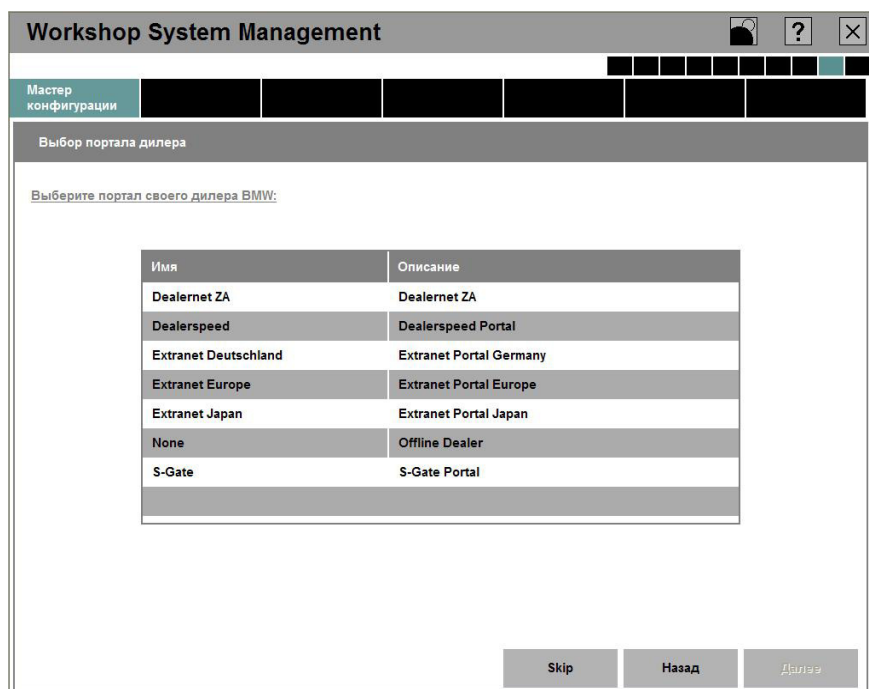 Workshop System Management
?
Мастер
конфигурации
Выбор портала дилера
Выберите портал своего дилера BMW:
Имя Описание
Dealernet ZA Dealernet ZA
Dealerspeed Dealerspeed Portal
Extranet Deutschland Extranet Portal Germany
Extranet Europe Extranet Portal Europe
Extranet Japan Extranet Portal Japan
None Offline Dealer
S-Gate S-Gate Portal
Skip Назад Далее